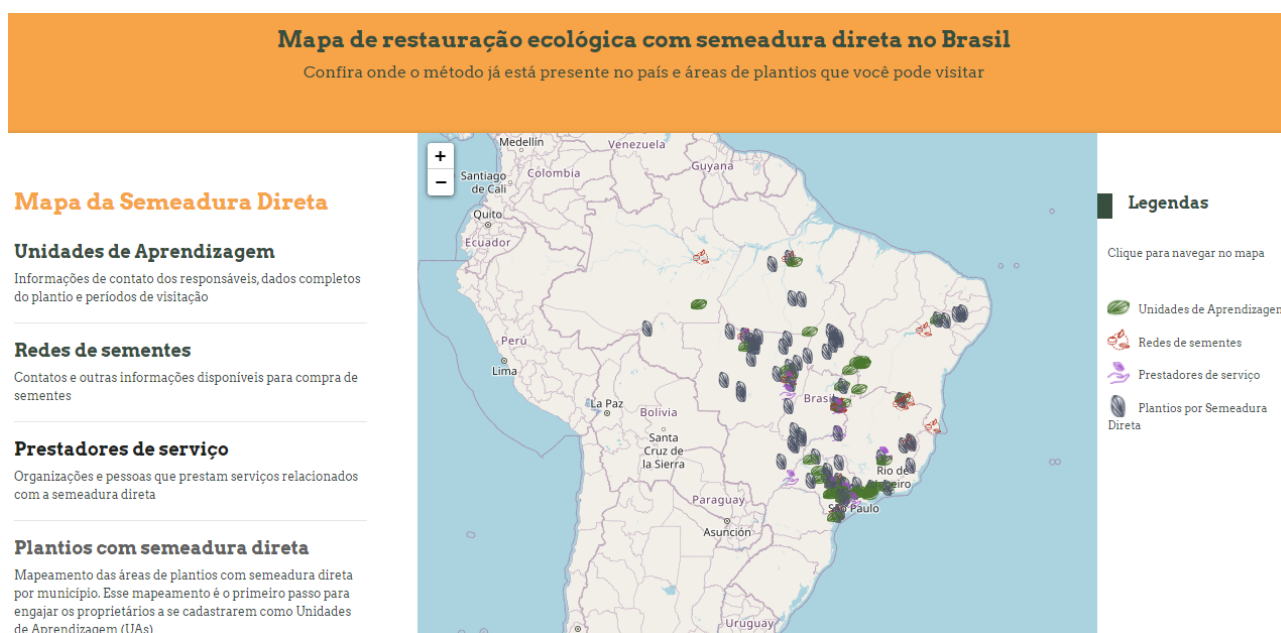 Mapa de restauração ecológica com semeadura direta no Brasil
Confira onde o método já está presente no país e áreas de plantios que você pode visitar
Mapa da Semeadura Direta
Unidades de Aprendizagem
Informações de contato dos responsáveis, dados completos
do plantio e períodos de visitação
Redes de sementes
Contatos e outras informações disponíveis para compra de
sementes
Prestadores de serviço
Organizações e pessoas que prestam serviços relacionados
com a semeadura direta
Plantios com semeadura direta
Mapeamento das áreas de plantios com semeadura direta
por município. Esse mapeamento é o primeiro passo para
engajar os proprietários a se cadastrarem como Unidades
de Aprendizagem (UAs)
+
−
Medellín
Venezuela
Guyana
Santiago
de Cali
Colombia
Quito
Ecuador
Perú
Lima
La Paz
Bolivia
Brasil
Santa
Cruz de
la Sierra
Rio de
Janeiro
Paraguay
São Paulo
Asunción
Uruguay
Legendas
Clique para navegar no mapa
Unidades de Aprendizagem
Redes de sementes
Prestadores de serviço
Plantios por Semeadura
Direta